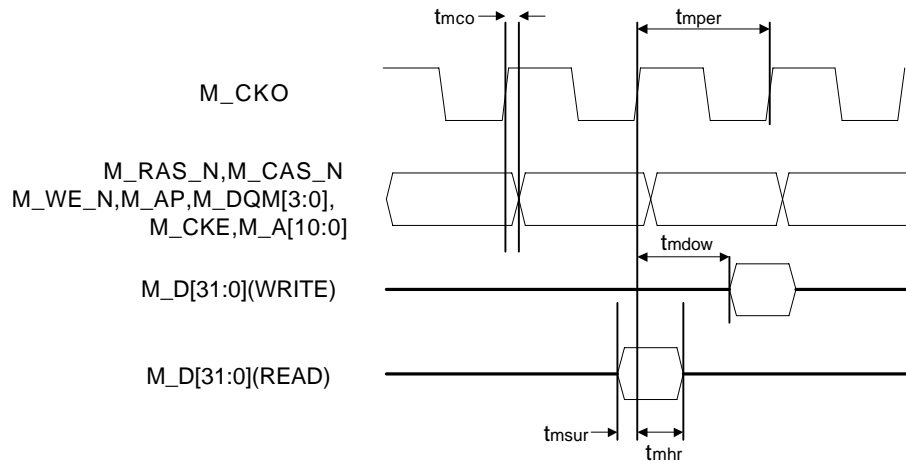 tmco
tmper
M_CKO
M_RAS_N,M_CAS_N
M_WE_N,M_AP,M_DQM[3:0],
M_CKE,M_A[10:0]
tmdow
M_D[31:0](WRITE)
M_D[31:0](READ)
tmsur
tmhr